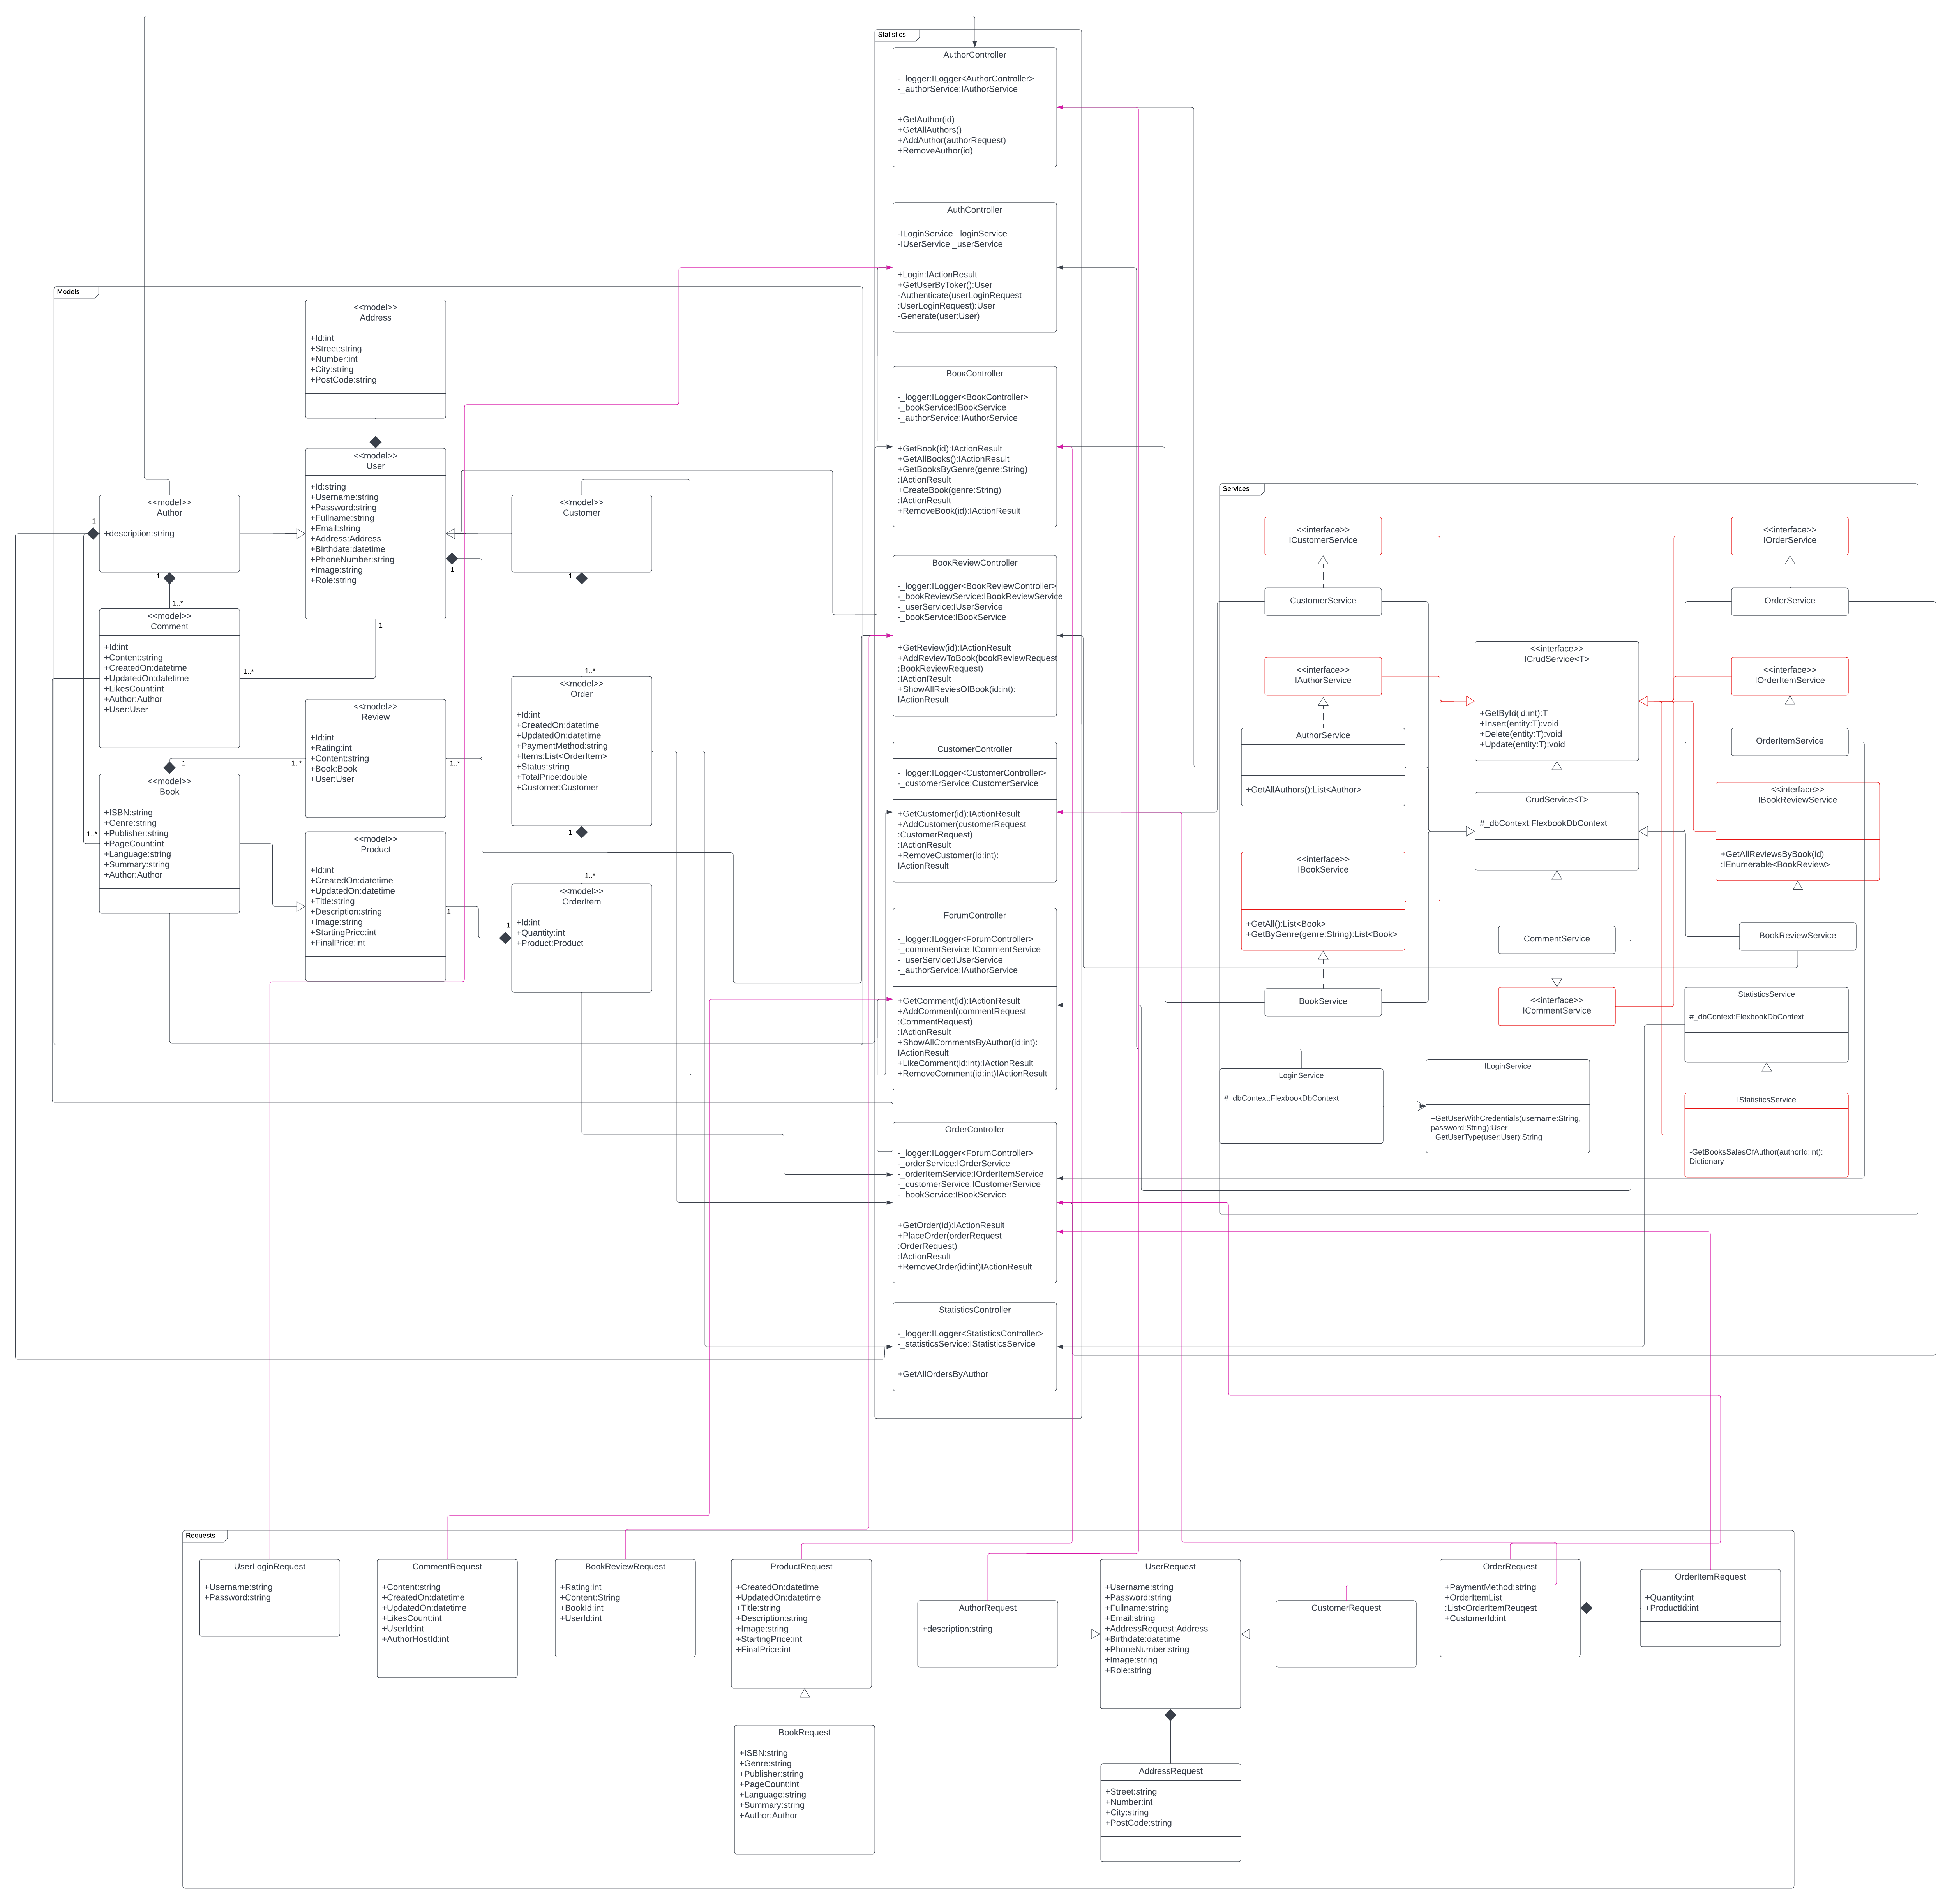 Statistics
AuthorController
-_logger:ILogger<AuthorController>
-_authorService:IAuthorService
+GetAuthor(id)
+GetAllAuthors()
+AddAuthor(authorRequest)
+RemoveAuthor(id)
AuthController
-ILoginService _loginService
-IUserService _userService
+Login:IActionResult
+GetUserByToker():User
-Authenticate(userLoginRequest
:UserLoginRequest):User
-Generate(user:User)
BooкController
-_logger:ILogger<BooкController>
-_bookService:IBookService
-_authorService:IAuthorService
+GetBook(id):IActionResult
+GetAllBooks():IActionResult
+GetBooksByGenre(genre:String)
:IActionResult
+CreateBook(genre:String)
:IActionResult
+RemoveBook(id):IActionResult
BooкReviewController
-_logger:ILogger<BooкReviewController>
-_bookReviewService:IBookReviewService
-_userService:IUserService
-_bookService:IBookService
+GetReview(id):IActionResult
+AddReviewToBook(bookReviewRequest
:BookReviewRequest)
:IActionResult
+ShowAllReviesOfBook(id:int):
IActionResult
CustomerController
-_logger:ILogger<CustomerController>
-_customerService:CustomerService
+GetCustomer(id):IActionResult
+AddCustomer(customerRequest
:CustomerRequest)
:IActionResult
+RemoveCustomer(id:int):
IActionResult
ForumController
-_logger:ILogger<ForumController>
-_commentService:ICommentService
-_userService:IUserService
-_authorService:IAuthorService
+GetComment(id):IActionResult
+AddComment(commentRequest
:CommentRequest)
:IActionResult
+ShowAllCommentsByAuthor(id:int):
IActionResult
+LikeComment(id:int):IActionResult
+RemoveComment(id:int)IActionResult
OrderController
-_logger:ILogger<ForumController>
-_orderService:IOrderService
-_orderItemService:IOrderItemService
-_customerService:ICustomerService
-_bookService:IBookService
+GetOrder(id):IActionResult
+PlaceOrder(orderRequest
:OrderRequest)
:IActionResult
+RemoveOrder(id:int)IActionResult
StatisticsController
-_logger:ILogger<StatisticsController>
-_statisticsService:IStatisticsService
+GetAllOrdersByAuthor
Models
<<model>>
Address
+Id:int
+Street:string
+Number:int
+City:string
+PostCode:string
<<model>>
User
+Id:string
+Username:string
+Password:string
+Fullname:string
+Email:string
+Address:Address
+Birthdate:datetime
+PhoneNumber:string
+Image:string
+Role:string
1
1
<<model>>
Author
+description:string
1
1
1..*
<<model>>
Customer
1
1..*
<<model>>
Comment
+Id:int
+Content:string
+CreatedOn:datetime
+UpdatedOn:datetime
+LikesCount:int
+Author:Author
+User:User
1..*
<<model>>
Review
+Id:int
+Rating:int
+Content:string
+Book:Book
+User:User
1..*
1..*
1
<<model>>
Order
+Id:int
+CreatedOn:datetime
+UpdatedOn:datetime
+PaymentMethod:string
+Items:List<OrderItem>
+Status:string
+TotalPrice:double
+Customer:Customer
1
1..*
<<model>>
Book
+ISBN:string
+Genre:string
+Publisher:string
+PageCount:int
+Language:string
+Summary:string
+Author:Author
1..*
<<model>>
Product
+Id:int
+CreatedOn:datetime
+UpdatedOn:datetime
+Title:string
+Description:string
+Image:string
+StartingPrice:int
+FinalPrice:int
1
1
<<model>>
OrderItem
+Id:int
+Quantity:int
+Product:Product
Services
<<interface>>
ICustomerService
CustomerService
<<interface>>
IAuthorService
AuthorService
+GetAllAuthors():List<Author>
<<interface>>
IBookService
+GetAll():List<Book>
+GetByGenre(genre:String):List<Book>
BookService
<<interface>>
ICrudService<T>
+GetById(id:int):T
+Insert(entity:T):void
+Delete(entity:T):void
+Update(entity:T):void
CrudService<T>
#_dbContext:FlexbookDbContext
CommentService
<<interface>>
ICommentService
<<interface>>
IOrderService
OrderService
<<interface>>
IOrderItemService
OrderItemService
<<interface>>
IBookReviewService
+GetAllReviewsByBook(id)
:IEnumerable<BookReview>
BookReviewService
StatisticsService
#_dbContext:FlexbookDbContext
IStatisticsService
-GetBooksSalesOfAuthor(authorId:int):
Dictionary
LoginService
#_dbContext:FlexbookDbContext
ILoginService
+GetUserWithCredentials(username:String,
password:String):User
+GetUserType(user:User):String
Requests
UserLoginRequest
+Username:string
+Password:string
CommentRequest
+Content:string
+CreatedOn:datetime
+UpdatedOn:datetime
+LikesCount:int
+UserId:int
+AuthorHostId:int
BookReviewRequest
+Rating:int
+Content:String
+BookId:int
+UserId:int
ProductRequest
+CreatedOn:datetime
+UpdatedOn:datetime
+Title:string
+Description:string
+Image:string
+StartingPrice:int
+FinalPrice:int
BookRequest
+ISBN:string
+Genre:string
+Publisher:string
+PageCount:int
+Language:string
+Summary:string
+Author:Author
AuthorRequest
+description:string
UserRequest
+Username:string
+Password:string
+Fullname:string
+Email:string
+AddressRequest:Address
+Birthdate:datetime
+PhoneNumber:string
+Image:string
+Role:string
AddressRequest
+Street:string
+Number:int
+City:string
+PostCode:string
CustomerRequest
OrderRequest
+PaymentMethod:string
+OrderItemList
:List<OrderItemReuqest
+CustomerId:int
OrderItemRequest
+Quantity:int
+ProductId:int